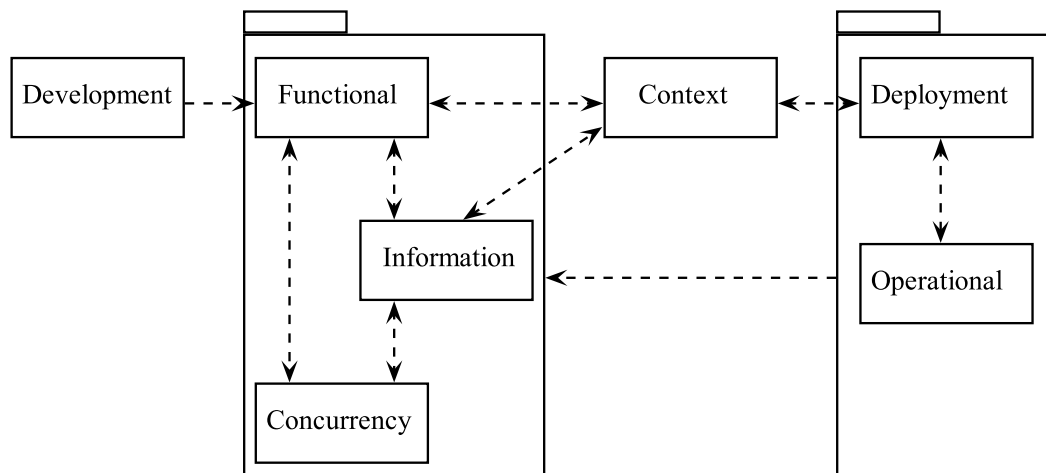 Development
Functional
Context
Deployment
Information
Operational
Concurrency